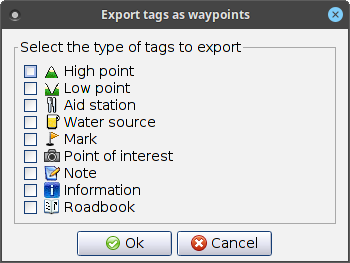 Export tags as waypoints
Select the type of tags to export
High point
Low point
Aid station
Water source
Mark
Point of interest
Note
Information
Roadbook
Ok
Cancel